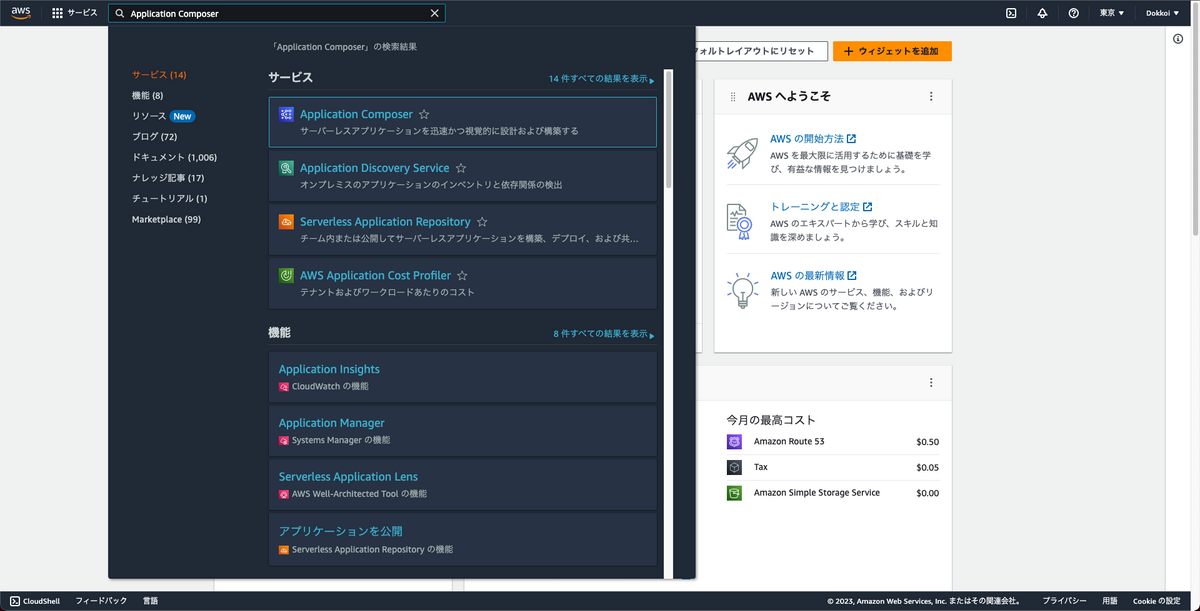 aws
サービス
Application Composer
東京 ▼
Dokkoi ▼
「Application Composer」の検索結果
サービス (14)
機能 (8)
リソース New
ブログ (72)
ドキュメント (1,006)
ナレッジ記事 (17)
チュートリアル (1)
Marketplace (99)
サービス
14 件すべての結果を表示 ▶
Application Composer ☆
サーバーレスアプリケーションを迅速かつ視覚的に設計および構築する
Application Discovery Service ☆
オンプレミスのアプリケーションのインベントリと依存関係の検出
Serverless Application Repository ☆
チーム内または公開してサーバーレスアプリケーションを構築、デプロイ、および共...
AWS Application Cost Profiler ☆
テナントおよびワークロードあたりのコスト
機能
8 件すべての結果を表示 ▶
Application Insights
CloudWatch の機能
Application Manager
Systems Manager の機能
Serverless Application Lens
AWS Well-Architected Tool の機能
アプリケーションを公開
Serverless Application Repository の機能
フォルトレイアウトにリセット
+ ウィジェットを追加
AWS へようこそ
AWS の開始方法
AWS を最大限に活用するために基礎を学
び、有益な情報を見つけましょう。
トレーニングと認定
AWS のエキスパートから学び、スキルと知
識を深めましょう。
AWS の最新情報
新しい AWS のサービス、機能、およびリ
ージョンについてご覧ください。
今月の最高コスト
Amazon Route 53 $0.50
Tax $0.05
Amazon Simple Storage Service $0.00
CloudShell
フィードバック
言語
© 2023, Amazon Web Services, Inc. またはその関連会社。
プライバシー
用語
Cookie の設定